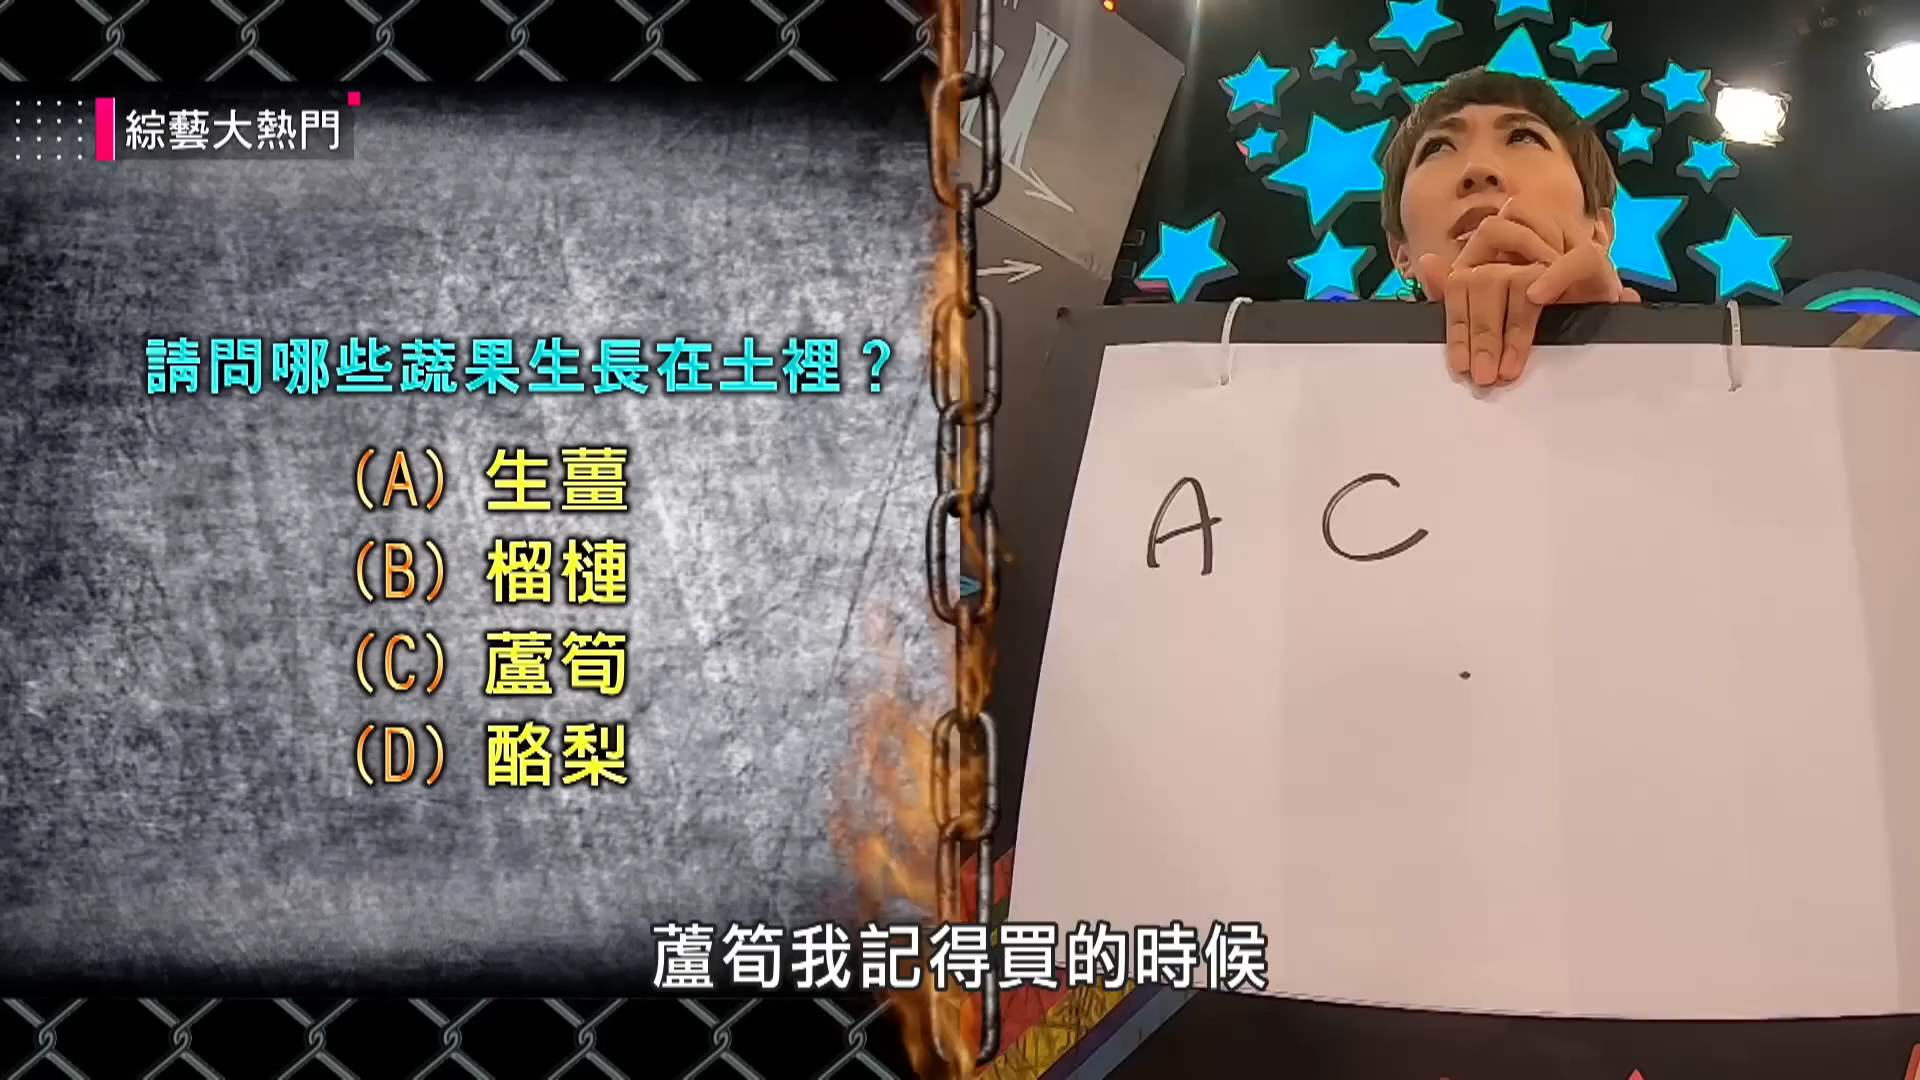 綜藝大熱門
請問哪些蔬果生長在土裡？
(A) 生薑
(B) 榴槤
(C) 蘆筍
(D) 酪梨
A C
蘆筍我記得買的時候